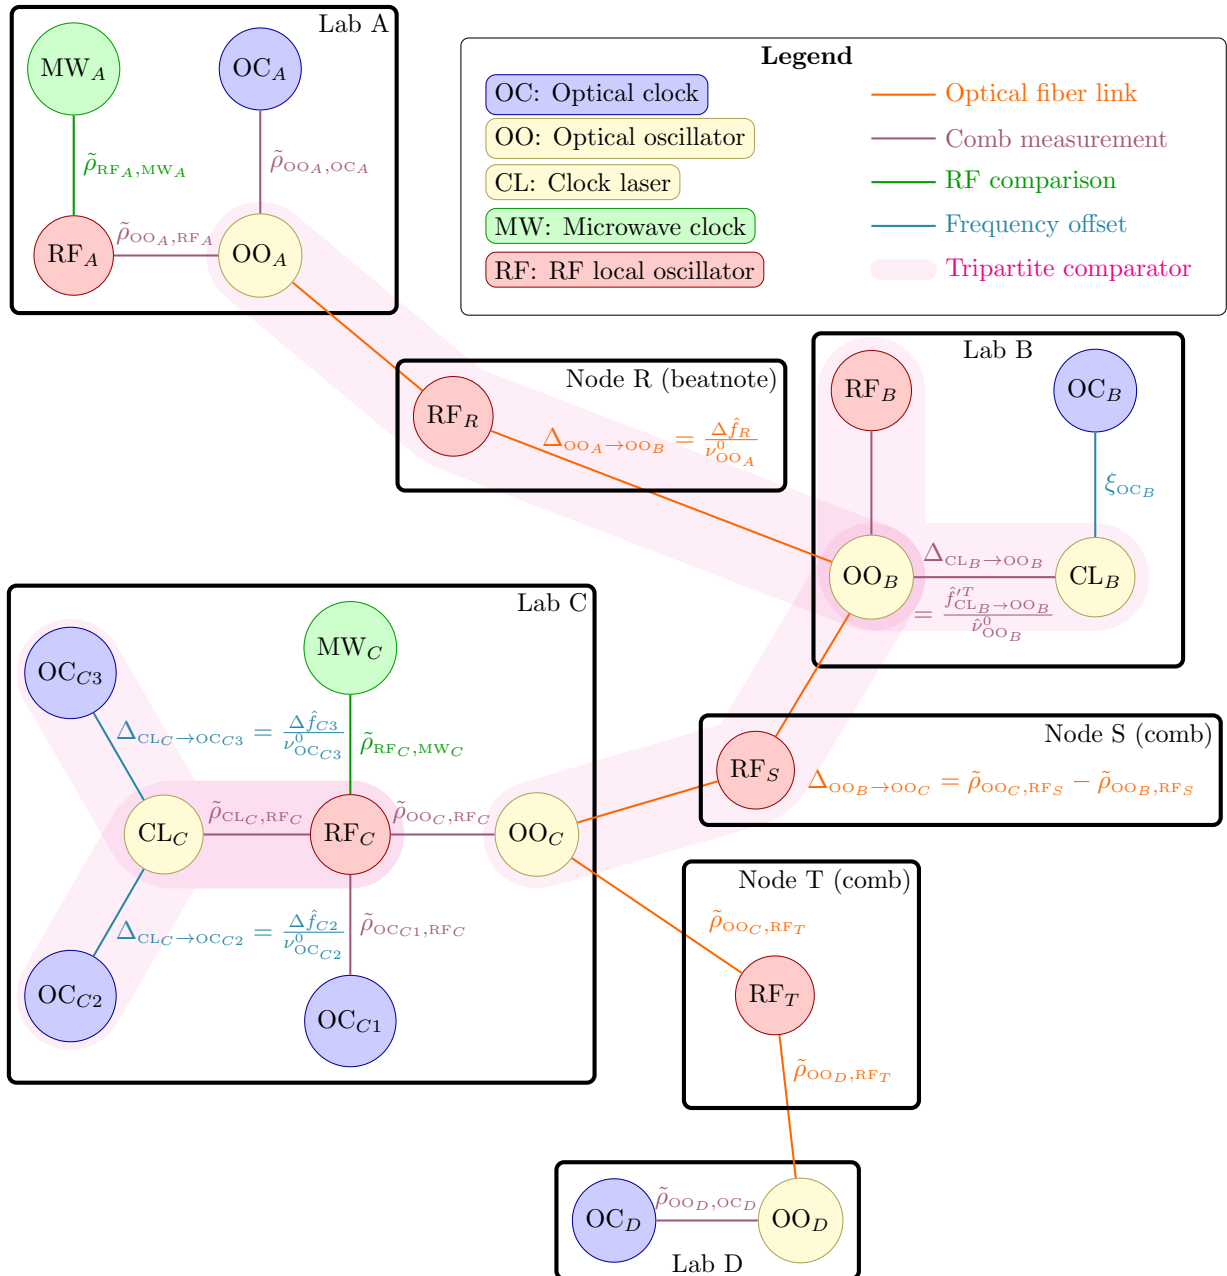 Lab A
MW_A
OC_A
ρ̃_{RF_A,MW_A}
ρ̃_{OO_A,OC_A}
RF_A
ρ̃_{OO_A,RF_A}
OO_A
Legend
OC: Optical clock
OO: Optical oscillator
CL: Clock laser
MW: Microwave clock
RF: RF local oscillator
Optical fiber link
Comb measurement
RF comparison
Frequency offset
Tripartite comparator
Node R (beatnote)
RF_R
Δ_{OO_A→OO_B} = Δf̂_R / ν^0_{OO_A}
Lab B
RF_B
OC_B
ξ_{OC_B}
OO_B
Δ_{CL_B→OO_B}
= f̂'^T_{CL_B→OO_B} / ν̂^0_{OO_B}
CL_B
Lab C
OC_{C3}
MW_C
Δ_{CL_C→OC_{C3}} = Δf̂_{C3} / ν^0_{OC_{C3}}
ρ̃_{RF_C,MW_C}
CL_C
ρ̃_{CL_C,RF_C}
RF_C
ρ̃_{OO_C,RF_C}
OO_C
Δ_{CL_C→OC_{C2}} = Δf̂_{C2} / ν^0_{OC_{C2}}
ρ̃_{OC_{C1},RF_C}
OC_{C2}
OC_{C1}
Node S (comb)
RF_S
Δ_{OO_B→OO_C} = ρ̃_{OO_C,RF_S} − ρ̃_{OO_B,RF_S}
Node T (comb)
ρ̃_{OO_C,RF_T}
RF_T
ρ̃_{OO_D,RF_T}
OC_D
ρ̃_{OO_D,OC_D}
OO_D
Lab D